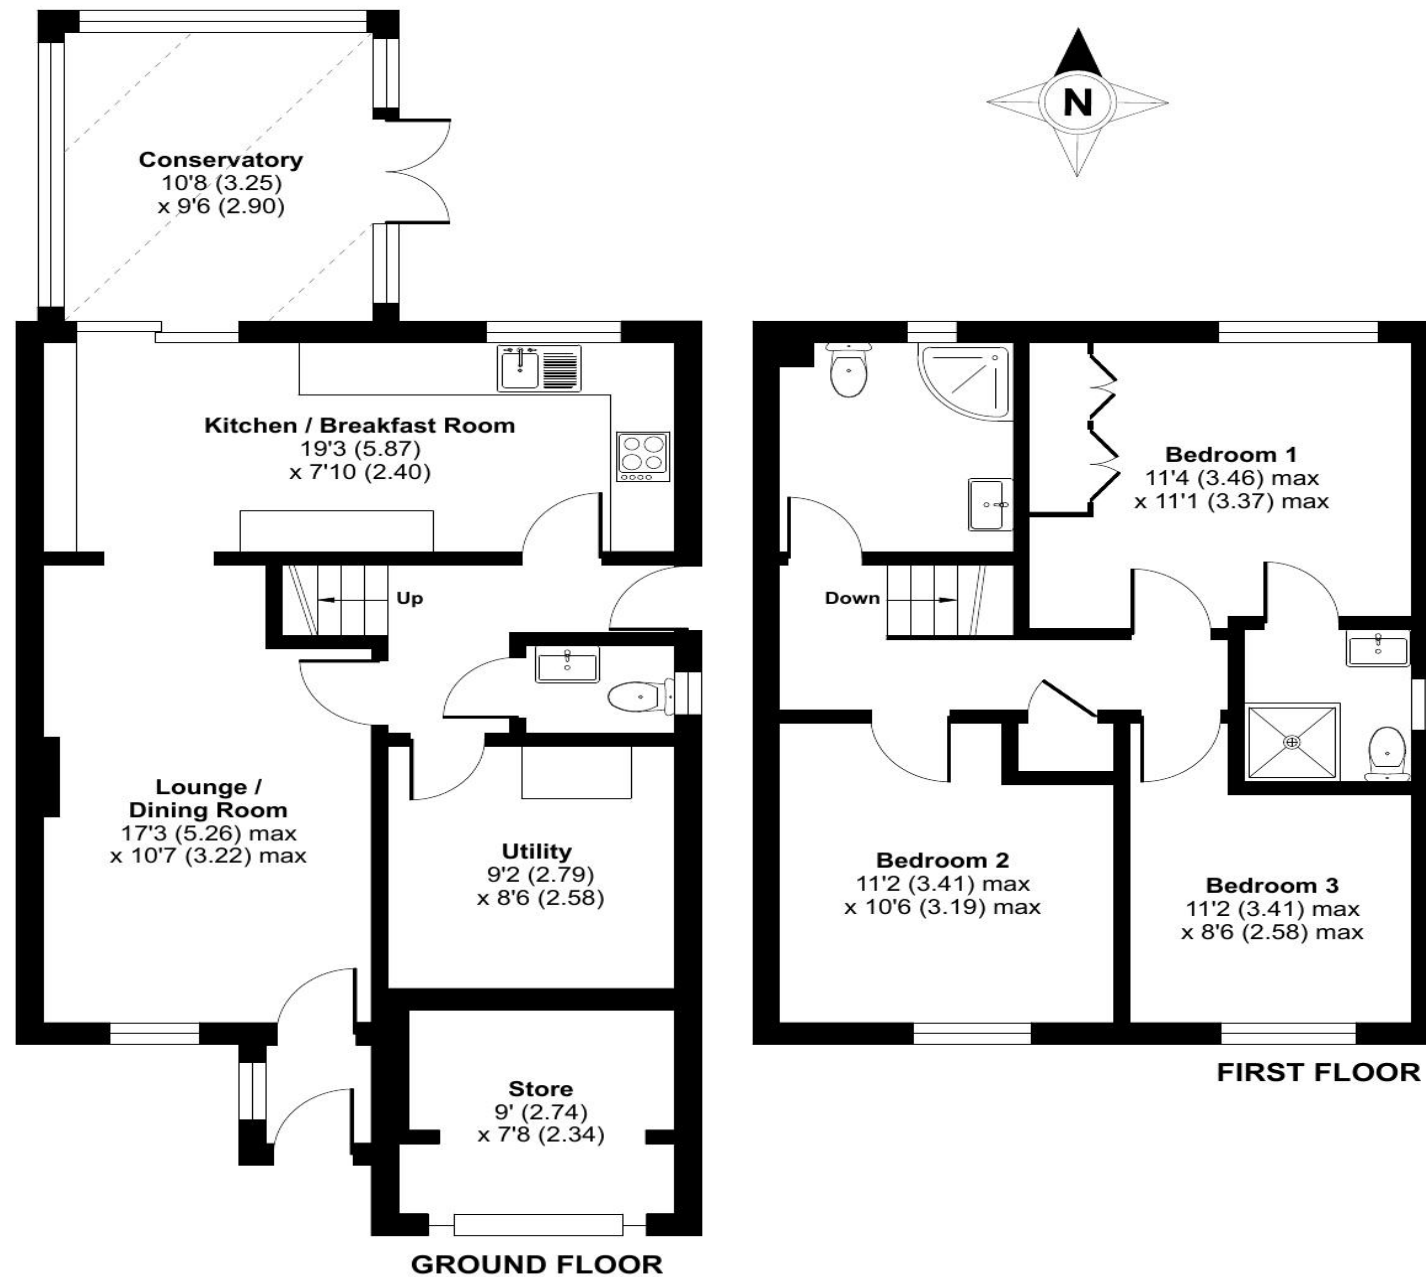 N
Conservatory
10'8 (3.25)
x 9'6 (2.90)
Kitchen / Breakfast Room
19'3 (5.87)
x 7'10 (2.40)
Up
Lounge /
Dining Room
17'3 (5.26) max
x 10'7 (3.22) max
Utility
9'2 (2.79)
x 8'6 (2.58)
Store
9' (2.74)
x 7'8 (2.34)
GROUND FLOOR
Bedroom 1
11'4 (3.46) max
x 11'1 (3.37) max
Down
Bedroom 2
11'2 (3.41) max
x 10'6 (3.19) max
Bedroom 3
11'2 (3.41) max
x 8'6 (2.58) max
FIRST FLOOR